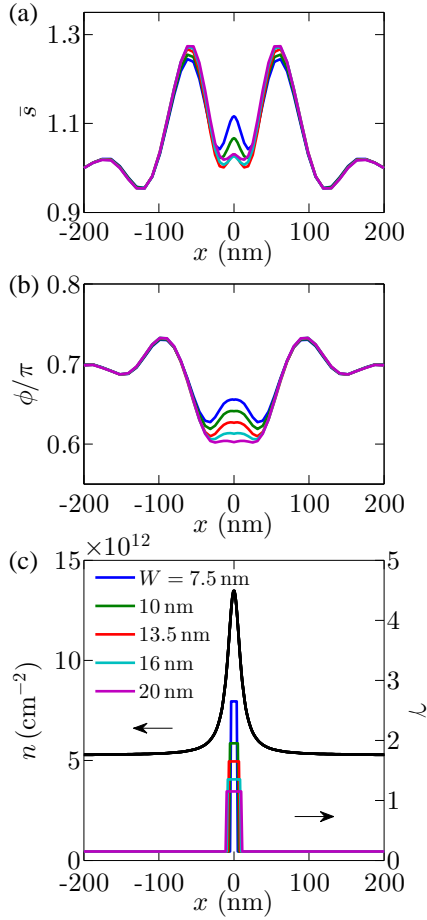 (a)
1.3
1.1
0.9
s̄
-200 -100 0 100 200
x (nm)
(b)
0.8
0.7
0.6
ϕ/π
-200 -100 0 100 200
x (nm)
(c)
×10¹²
15
10
5
0
n (cm⁻²)
W = 7.5 nm
10 nm
13.5 nm
16 nm
20 nm
5
4
3
2
1
0
γ
-200 -100 0 100 200
x (nm)